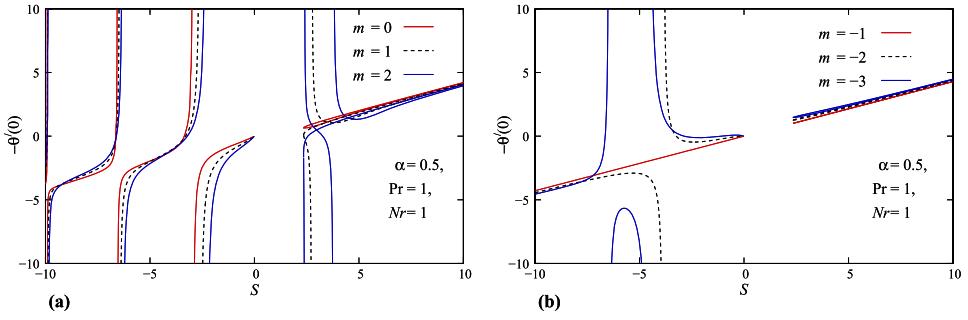 10
5
0
−5
−10
−θ′(0)
m = 0
m = 1
m = 2
α = 0.5,
Pr = 1,
Nr = 1
−10 −5 0 5 10
S
(a)
10
5
0
−5
−10
−θ′(0)
m = −1
m = −2
m = −3
α = 0.5,
Pr = 1,
Nr = 1
−10 −5 0 5 10
S
(b)